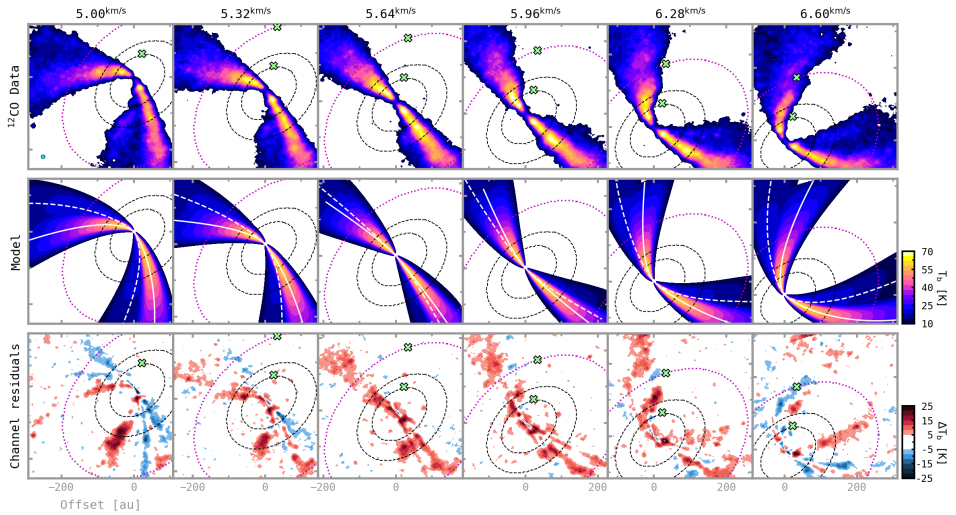 5.00km/s 5.32km/s 5.64km/s 5.96km/s 6.28km/s 6.60km/s
¹²CO Data
Model
70
55
40
25
10
Tb [K]
Channel residuals
25
15
5
-5
-15
-25
ΔTb [K]
−200 0 −200 0 0 0 200 0 200 0 200
Offset [au]